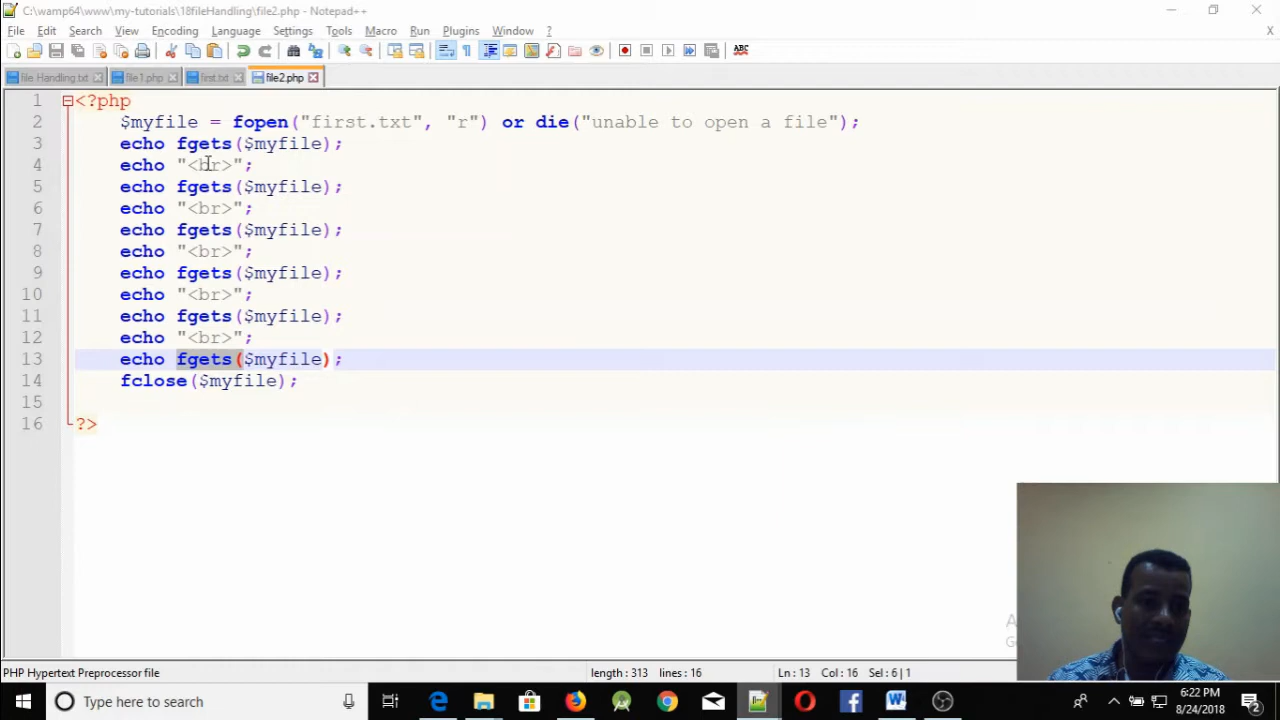 C:\wamp64\www\my-tutorials\18fileHandling\file2.php - Notepad++
File Edit Search View Encoding Language Settings Tools Macro Run Plugins Window ? X
file Handling.txt file1.php first.txt file2.php
1 <?php
2 $myfile = fopen("first.txt", "r") or die("unable to open a file");
3 echo fgets($myfile);
4 echo "<br>";
5 echo fgets($myfile);
6 echo "<br>";
7 echo fgets($myfile);
8 echo "<br>";
9 echo fgets($myfile);
10 echo "<br>";
11 echo fgets($myfile);
12 echo "<br>";
13 echo fgets($myfile);
14 fclose($myfile);
15
16 ?>
PHP Hypertext Preprocessor file length : 313 lines : 16 Ln : 13 Col : 16 Sel : 6 | 1
Type here to search
6:22 PM
8/24/2018